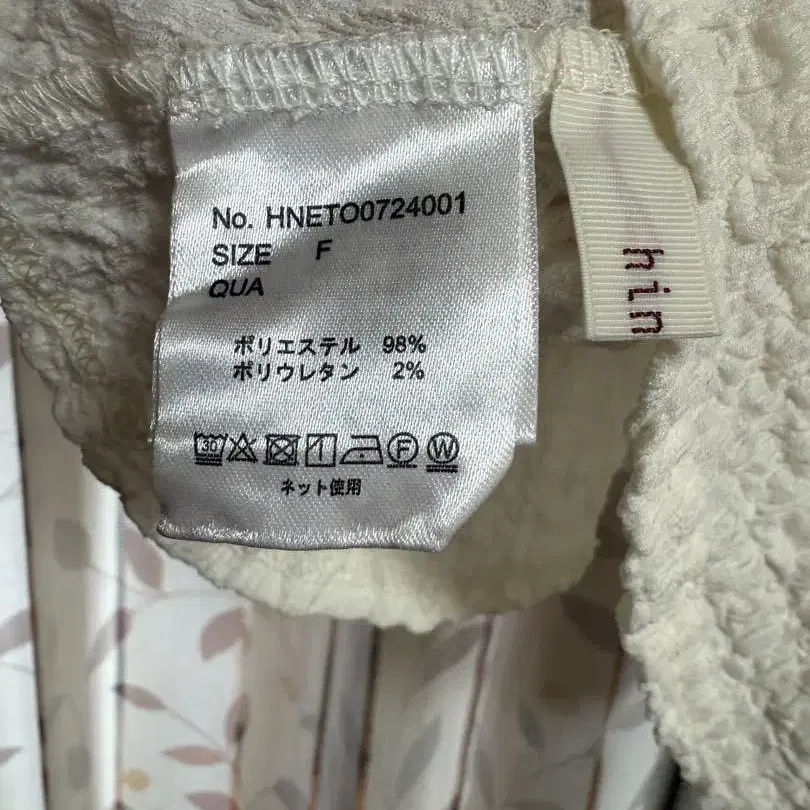 No. HNETO0724001
SIZE F
QUA
ポリエステル 98%
ポリウレタン 2%
30 F W
ネット使用
hin